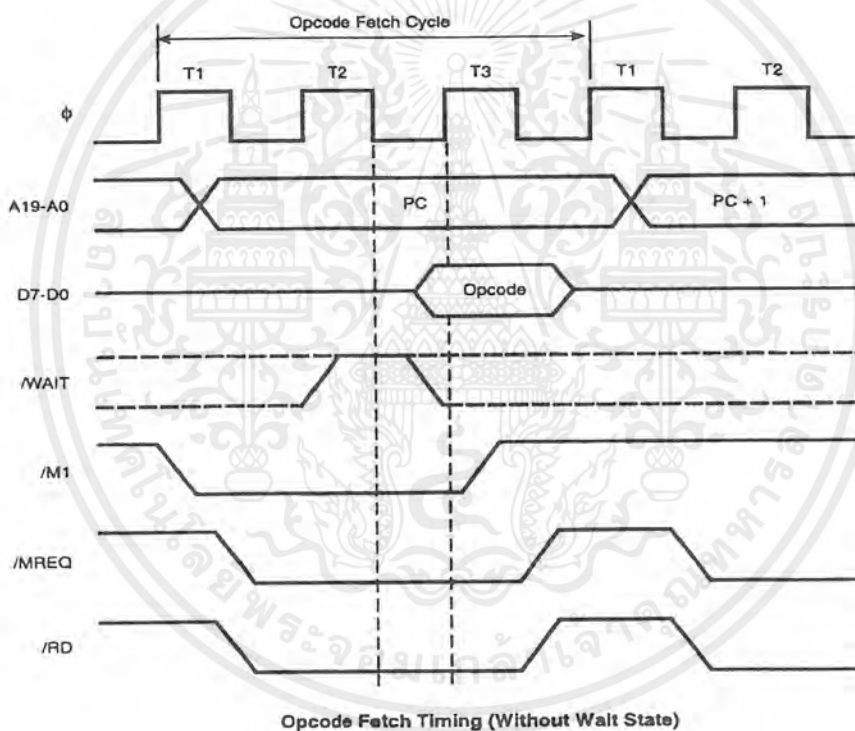 Opcode Fetch Cycle
T1 T2 T3 T1 T2
ϕ
A19-A0 PC PC + 1
D7-D0 Opcode
/WAIT
/M1
/MREQ
/RD
Opcode Fetch Timing (Without Wait State)